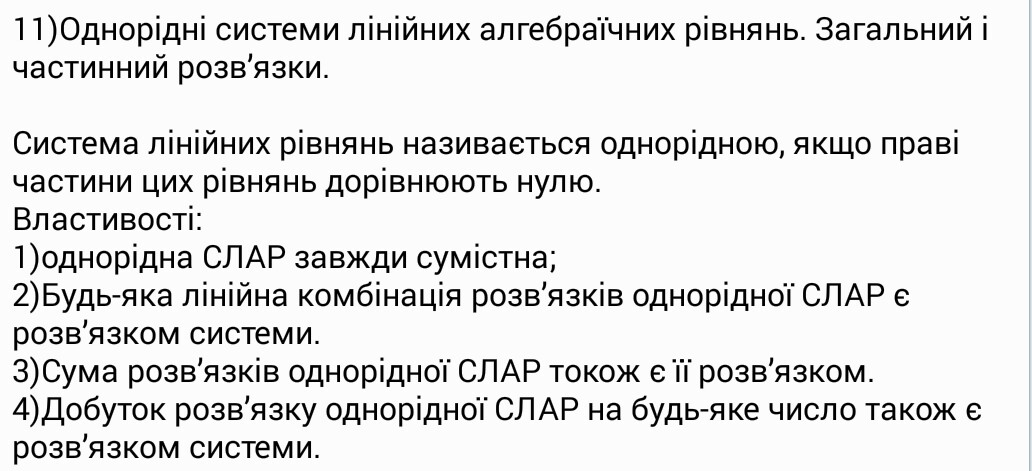 11)Однорідні системи лінійних алгебраїчних рівнянь. Загальний і
частинний розв’язки.
Система лінійних рівнянь називається однорідною, якщо праві
частини цих рівнянь дорівнюють нулю.
Властивості:
1)однорідна СЛАР завжди сумістна;
2)Будь-яка лінійна комбінація розв’язків однорідної СЛАР є
розв’язком системи.
3)Сума розв’язків однорідної СЛАР токож є її розв’язком.
4)Добуток розв’язку однорідної СЛАР на будь-яке число також є
розв’язком системи.